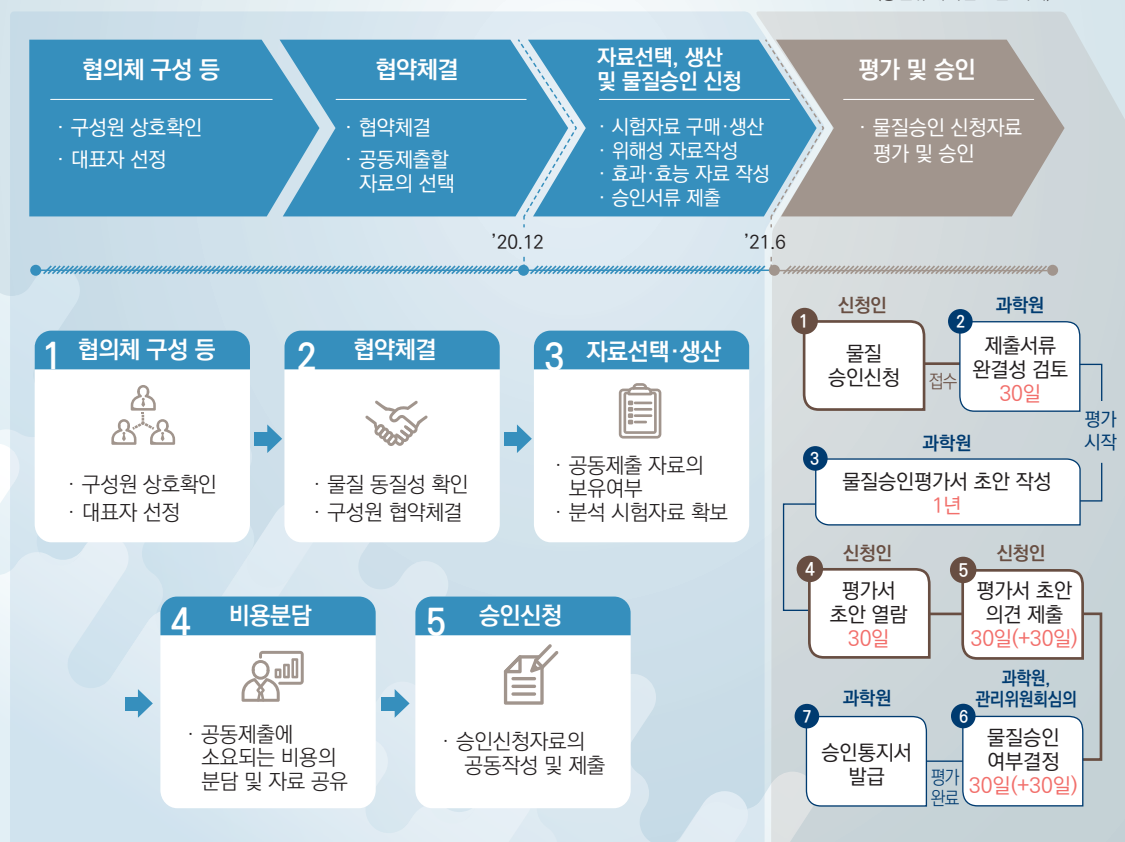 협의체 구성 등
· 구성원 상호확인
· 대표자 선정
협약체결
· 협약체결
· 공동제출할
자료의 선택
자료선택, 생산
및 물질승인 신청
· 시험자료 구매·생산
· 위해성 자료작성
· 효과·효능 자료 작성
· 승인서류 제출
평가 및 승인
· 물질승인 신청자료
평가 및 승인
'20.12
'21.6
1 협의체 구성 등
· 구성원 상호확인
· 대표자 선정
2 협약체결
· 물질 동질성 확인
· 구성원 협약체결
3 자료선택·생산
· 공동제출 자료의
보유여부
· 분석 시험자료 확보
4 비용분담
· 공동제출에
소요되는 비용의
분담 및 자료 공유
5 승인신청
· 승인신청자료의
공동작성 및 제출
신청인
1
물질
승인신청
접수
과학원
2
제출서류
완결성 검토
30일
평가
시작
과학원
3
물질승인평가서 초안 작성
1년
신청인
4
평가서
초안 열람
30일
신청인
5
평가서 초안
의견 제출
30일(+30일)
과학원,
관리위원회심의
6
물질승인
여부결정
30일(+30일)
평가
완료
과학원
7
승인통지서
발급